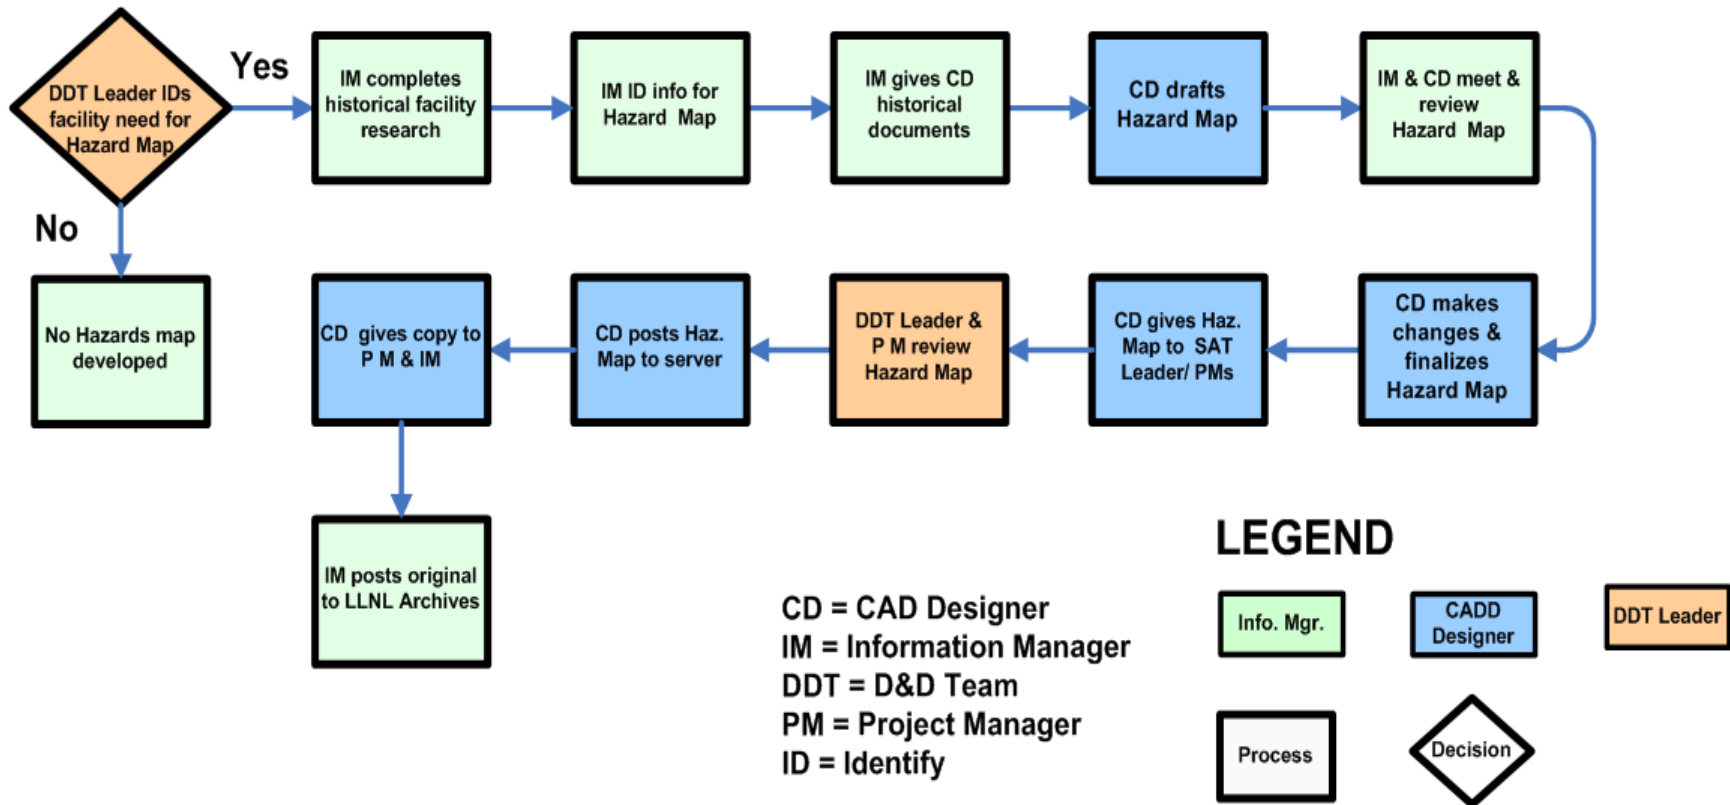 DDT Leader IDs
facility need for
Hazard Map
Yes
No
IM completes
historical facility
research
IM ID info for
Hazard Map
IM gives CD
historical
documents
CD drafts
Hazard Map
IM & CD meet &
review
Hazard Map
No Hazards map
developed
CD gives copy to
P M & IM
CD posts Haz.
Map to server
DDT Leader &
P M review
Hazard Map
CD gives Haz.
Map to SAT
Leader/ PMs
CD makes
changes &
finalizes
Hazard Map
IM posts original
to LLNL Archives
CD = CAD Designer
IM = Information Manager
DDT = D&D Team
PM = Project Manager
ID = Identify
LEGEND
Info. Mgr.
CADD
Designer
DDT Leader
Process
Decision